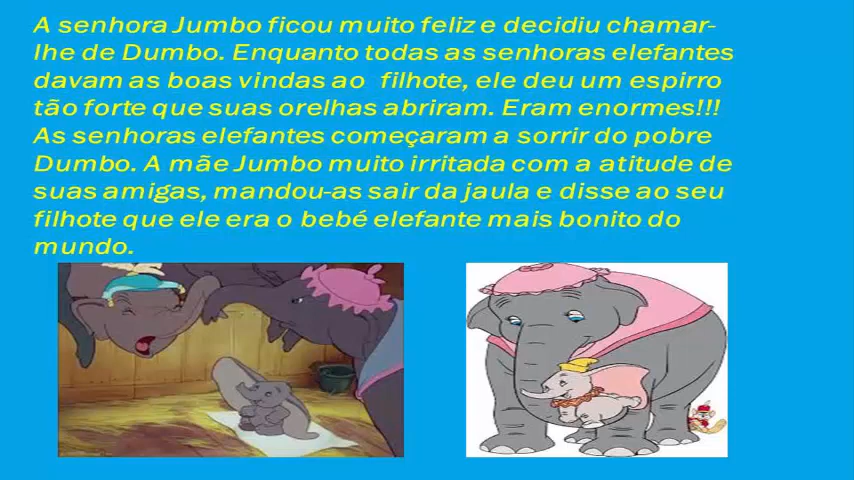 A senhora Jumbo ficou muito feliz e decidiu chamar-
lhe de Dumbo. Enquanto todas as senhoras elefantes
davam as boas vindas ao  filhote, ele deu um espirro
tão forte que suas orelhas abriram. Eram enormes!!!
As senhoras elefantes começaram a sorrir do pobre
Dumbo. A mãe Jumbo muito irritada com a atitude de
suas amigas, mandou-as sair da jaula e disse ao seu
filhote que ele era o bebé elefante mais bonito do
mundo.